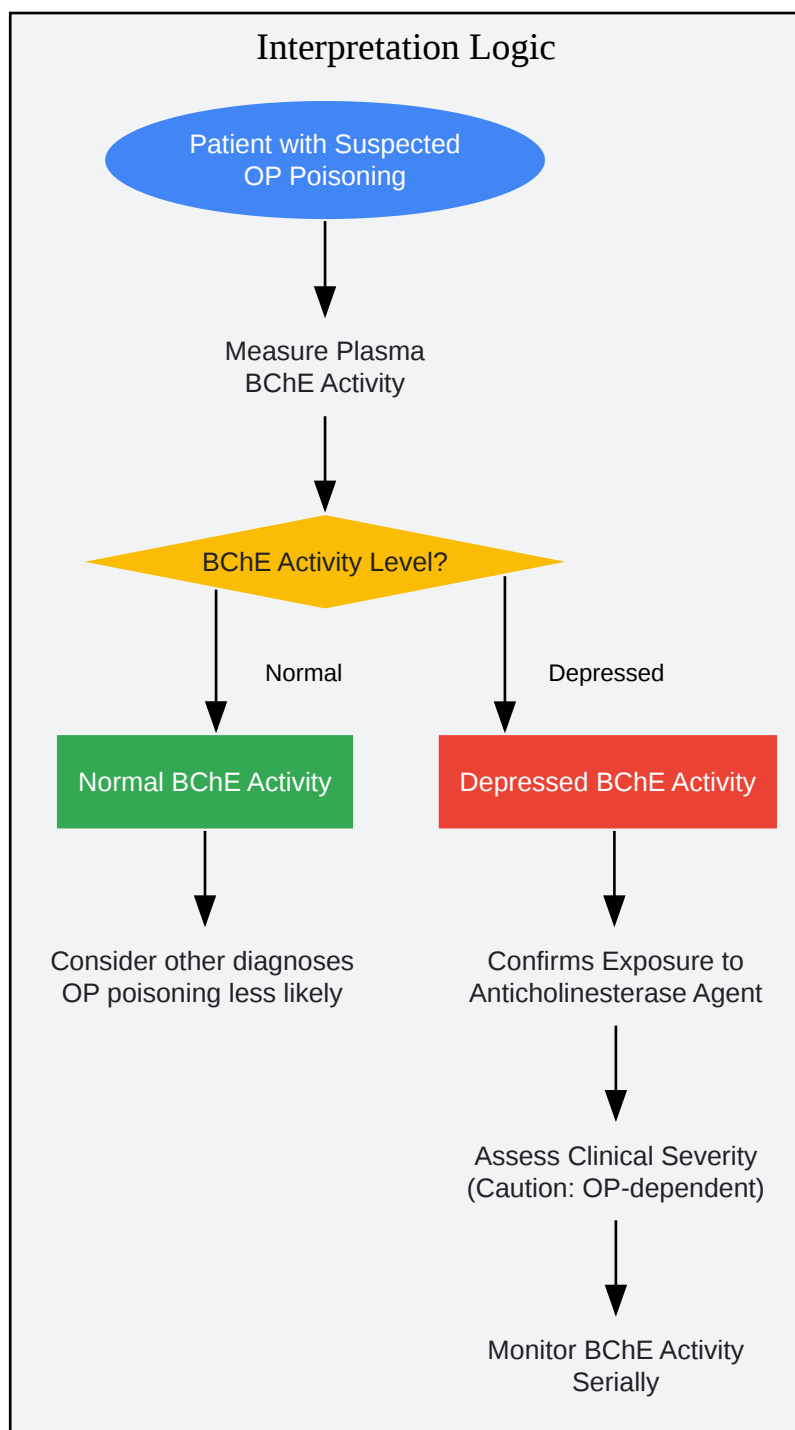 Interpretation Logic
Patient with Suspected
OP Poisoning
Measure Plasma
BChE Activity
BChE Activity Level?
Normal
Depressed
Normal BChE Activity
Depressed BChE Activity
Consider other diagnoses
OP poisoning less likely
Confirms Exposure to
Anticholinesterase Agent
Assess Clinical Severity
(Caution: OP-dependent)
Monitor BChE Activity
Serially